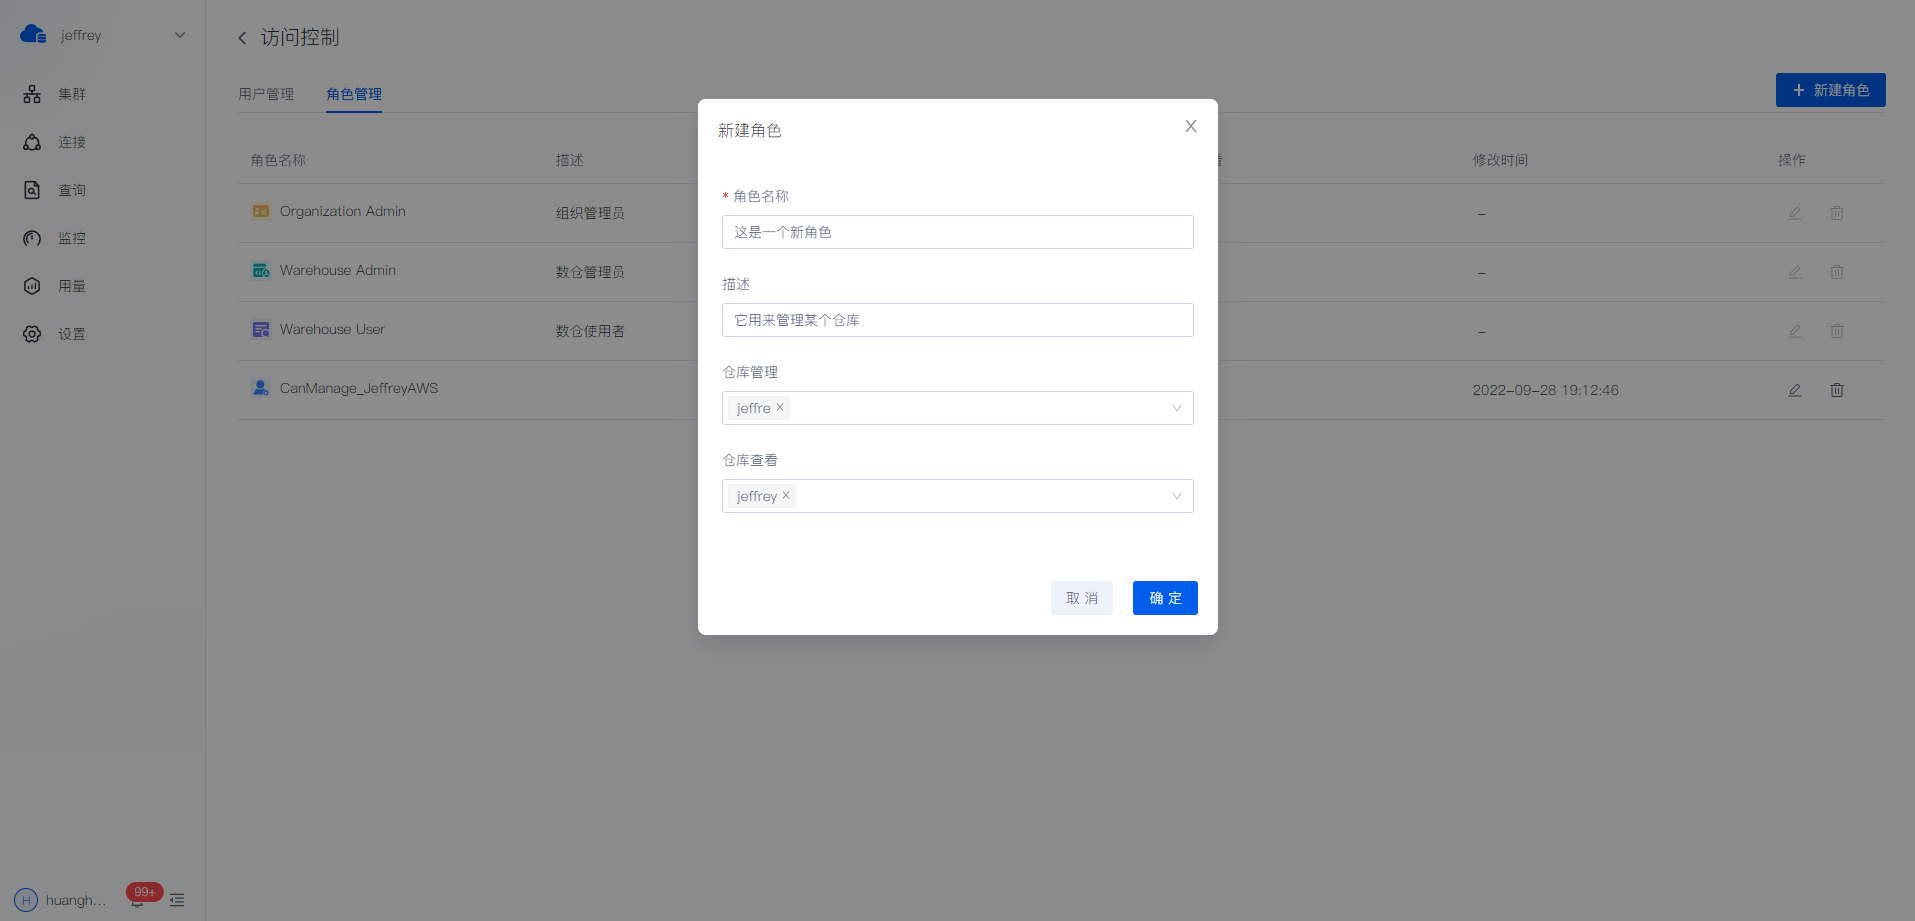 jeffrey
集群
连接
查询
监控
用量
设置
huangh...
99+
H
访问控制
用户管理
角色管理
+ 新建角色
角色名称
描述
修改时间
操作
Organization Admin
组织管理员
–
Warehouse Admin
数仓管理员
–
Warehouse User
数仓使用者
–
CanManage_JeffreyAWS
2022-09-28 19:12:46
新建角色
* 角色名称
这是一个新角色
描述
它用来管理某个仓库
仓库管理
jeffre
仓库查看
jeffrey
取 消
确 定